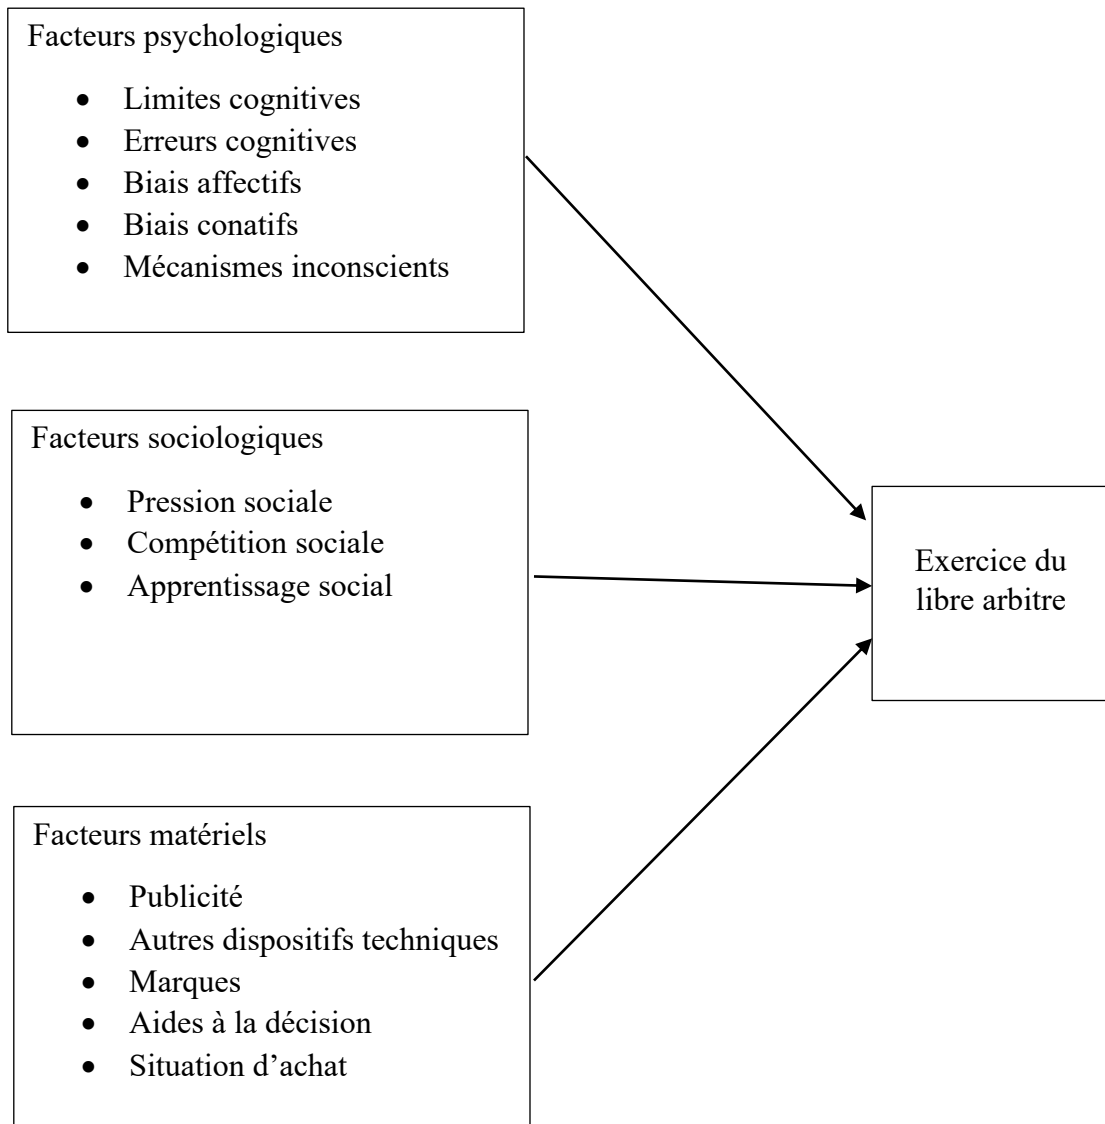 Facteurs psychologiques
• Limites cognitives
• Erreurs cognitives
• Biais affectifs
• Biais conatifs
• Mécanismes inconscients
Facteurs sociologiques
• Pression sociale
• Compétition sociale
• Apprentissage social
Exercice du
libre arbitre
Facteurs matériels
• Publicité
• Autres dispositifs techniques
• Marques
• Aides à la décision
• Situation d’achat